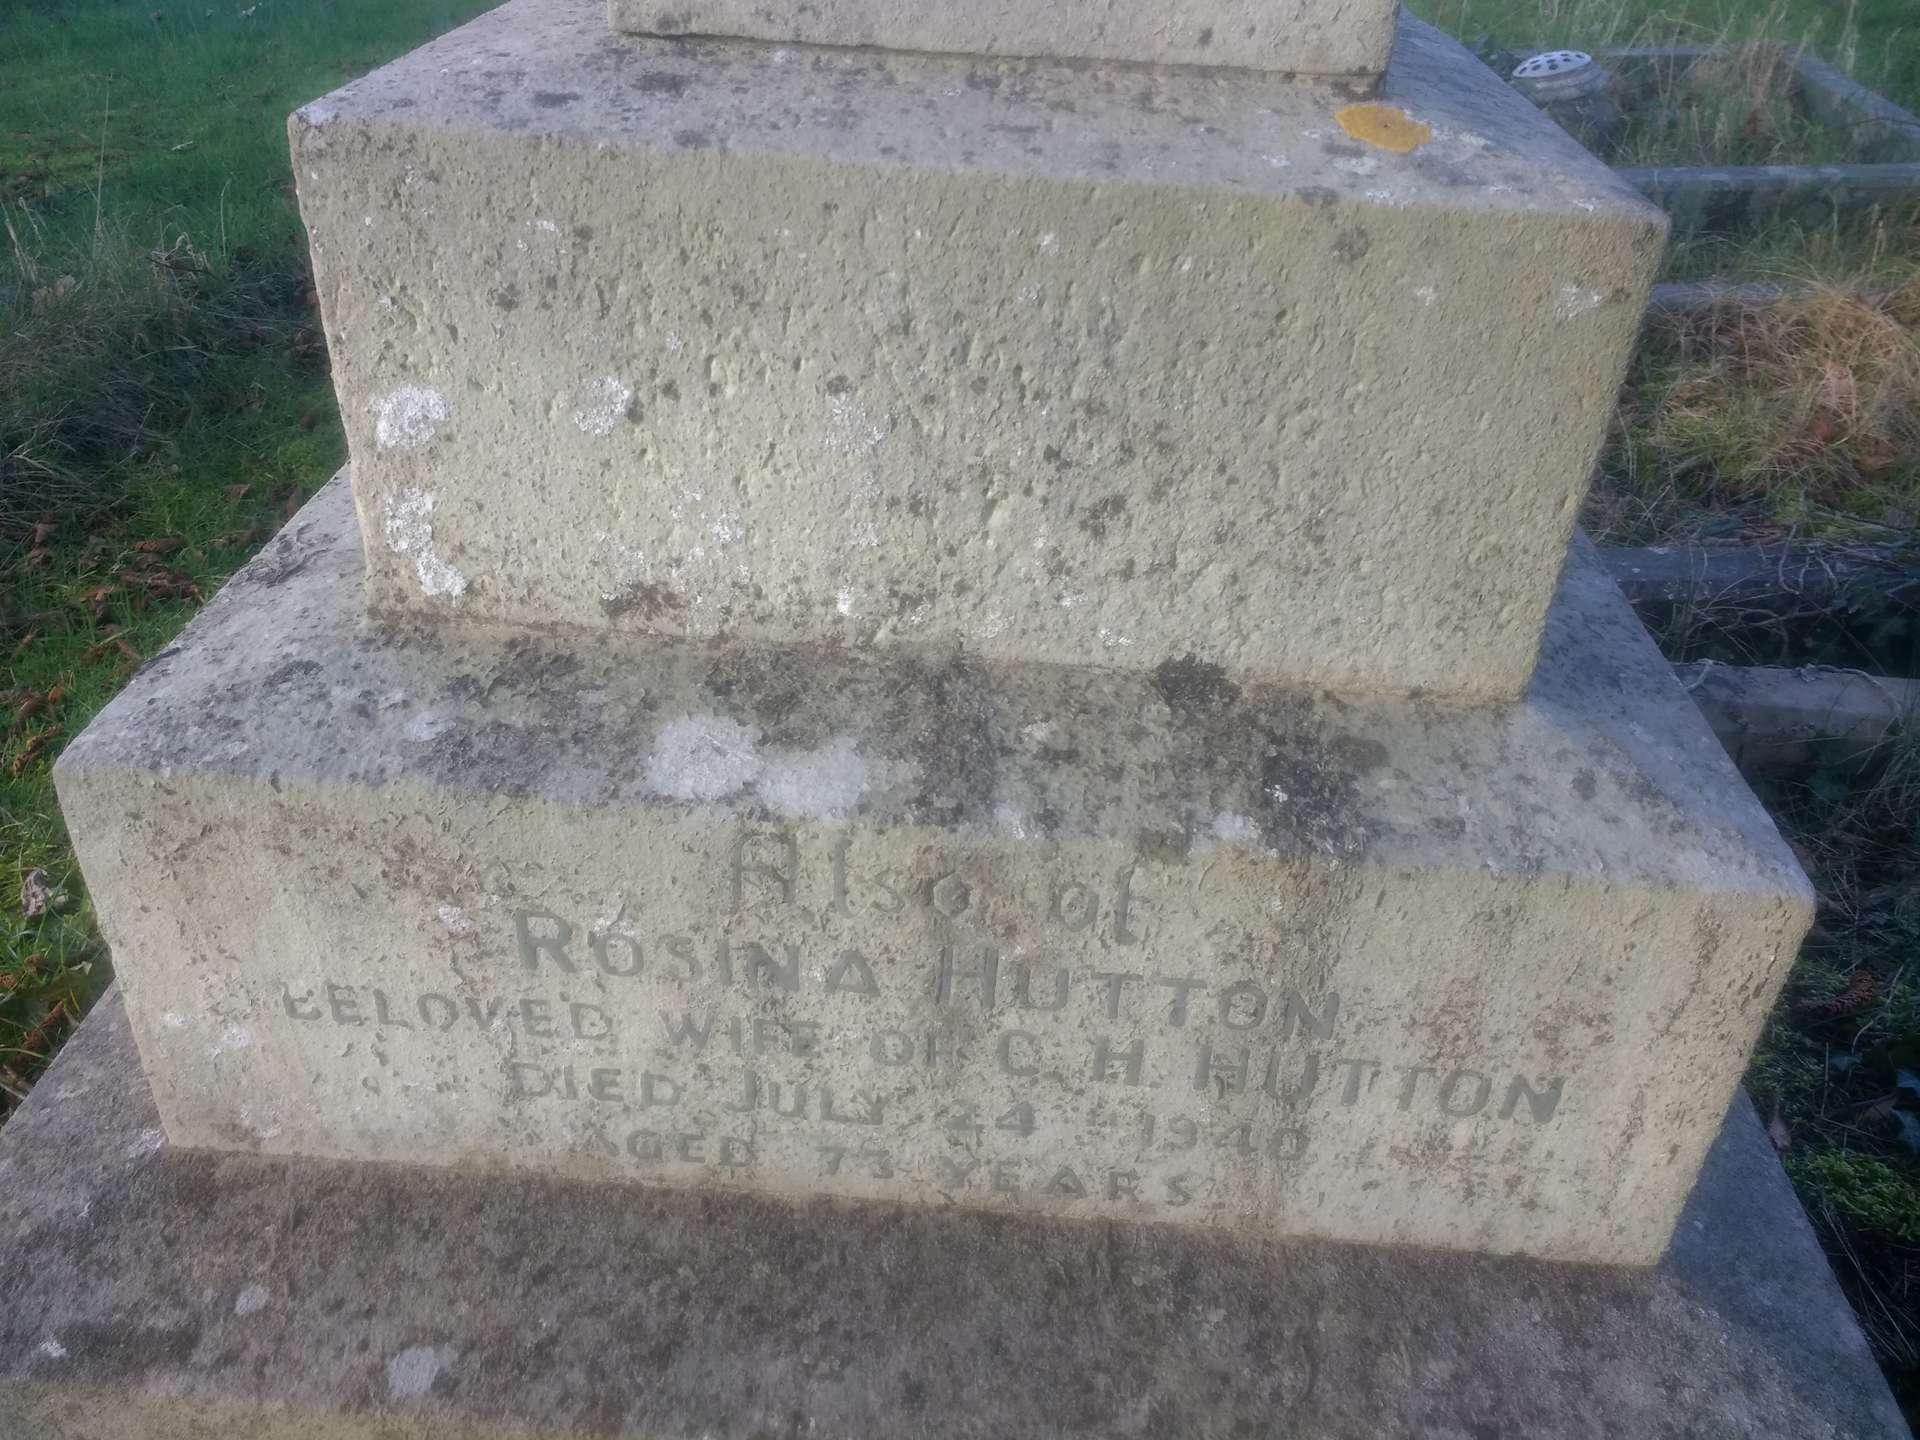 Also of
ROSINA HUTTON
BELOVED WIFE OF C. H. HUTTON
DIED JULY 24 1940
AGED 73 YEARS